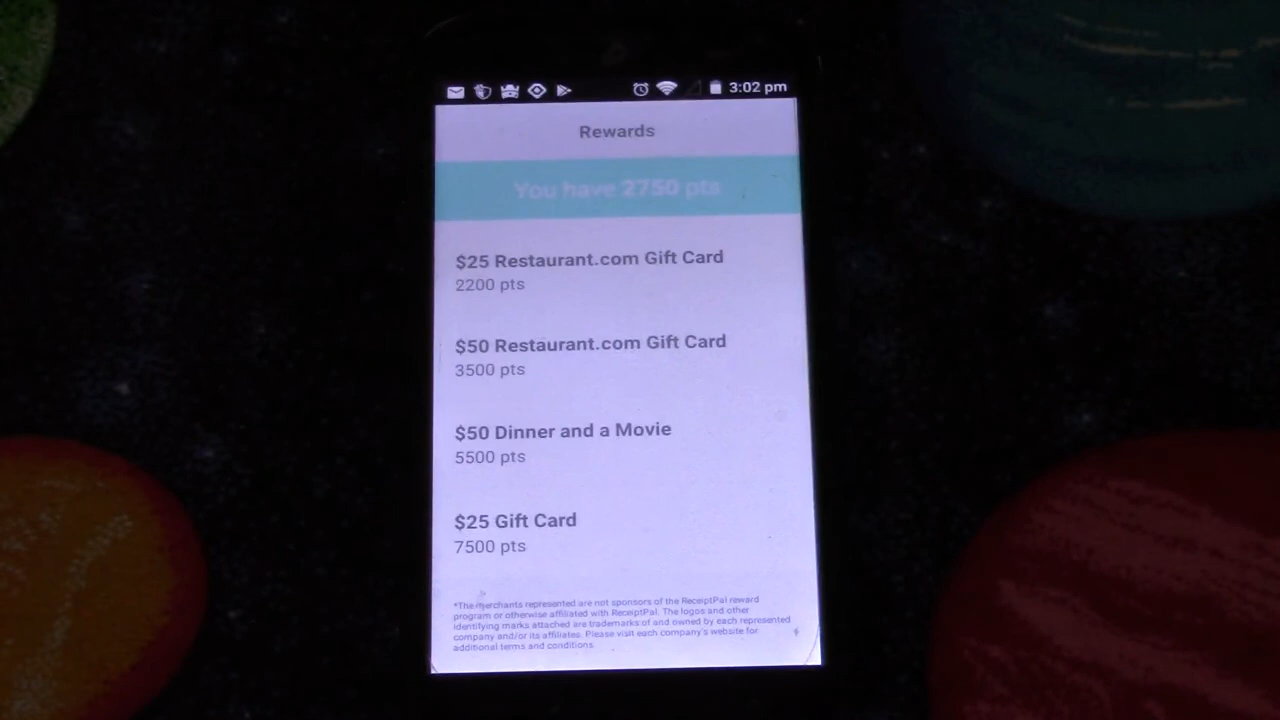 3:02 pm
Rewards
You have 2750 pts
$25 Restaurant.com Gift Card
2200 pts
$50 Restaurant.com Gift Card
3500 pts
$50 Dinner and a Movie
5500 pts
$25 Gift Card
7500 pts
*The merchants represented are not sponsors of the ReceiptPal reward
program or otherwise affiliated with ReceiptPal. The logos and other
identifying marks attached are trademarks of and owned by each represented
company and/or its affiliates. Please visit each company's website for
additional terms and conditions.